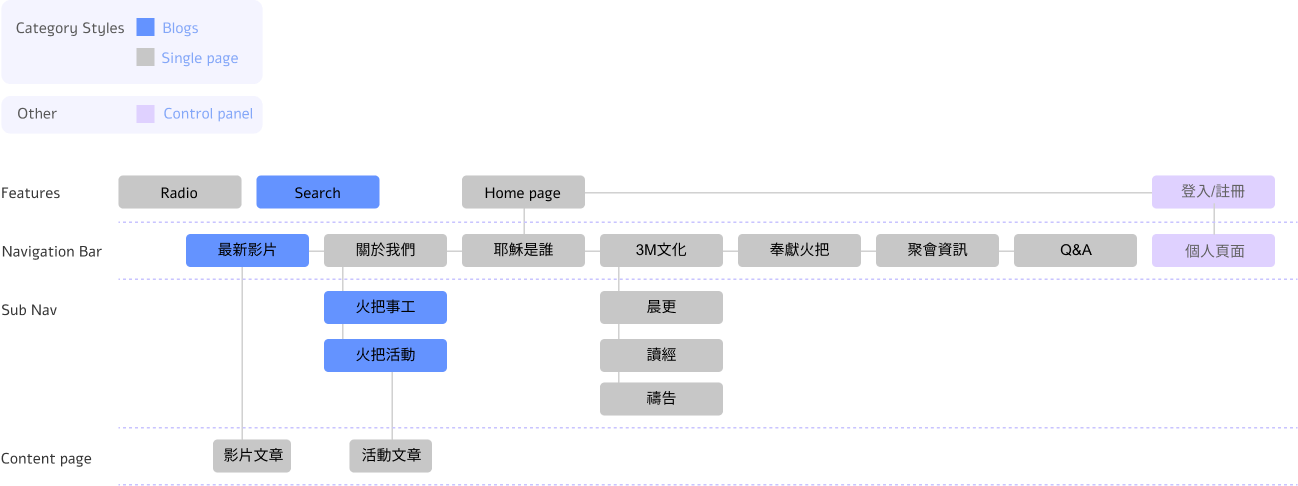 Category Styles
Blogs
Single page
Other
Control panel
Features
Radio
Search
Home page
登入/註冊
Navigation Bar
最新影片
關於我們
耶穌是誰
3M文化
奉獻火把
聚會資訊
Q&A
個人頁面
Sub Nav
火把事工
晨更
火把活動
讀經
禱告
Content page
影片文章
活動文章